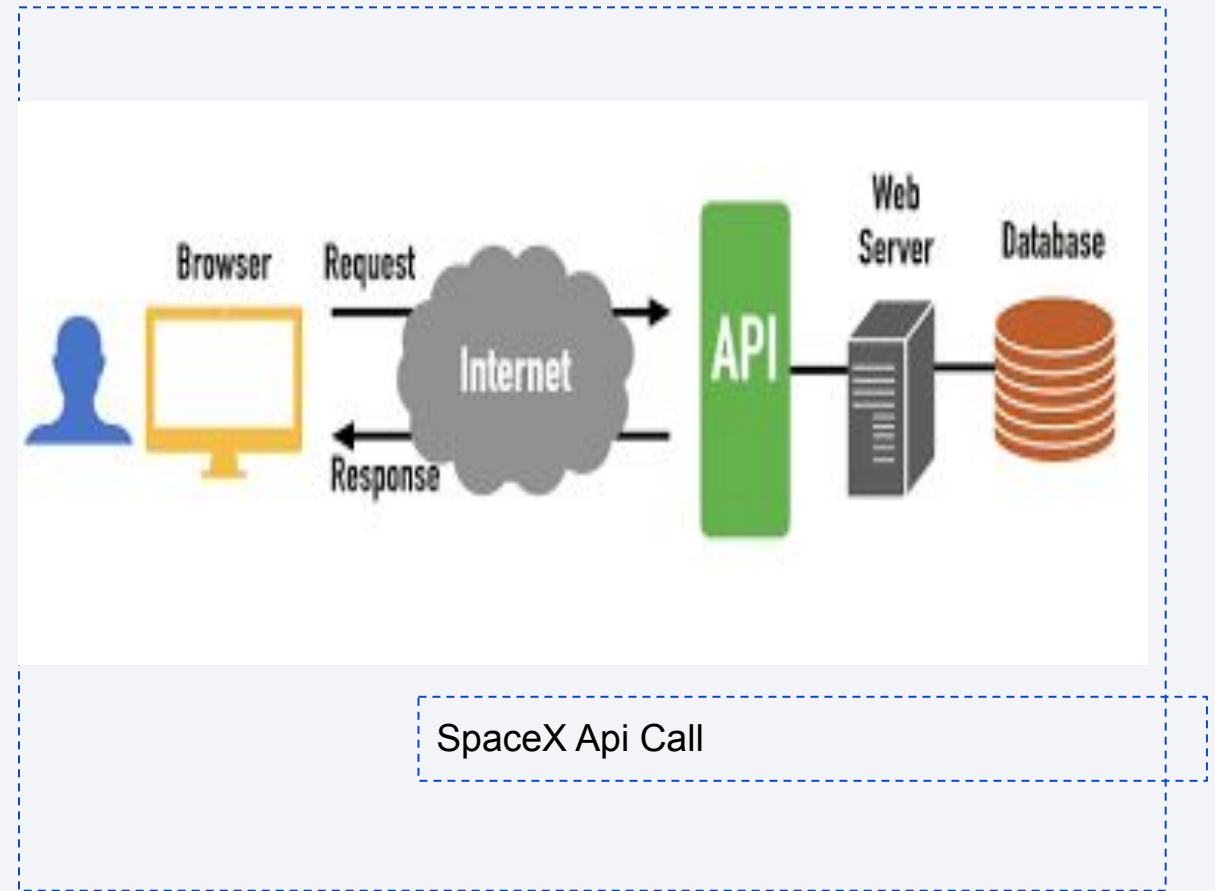 Browser
Request
Internet
Response
API
Web
Server
Database
SpaceX Api Call